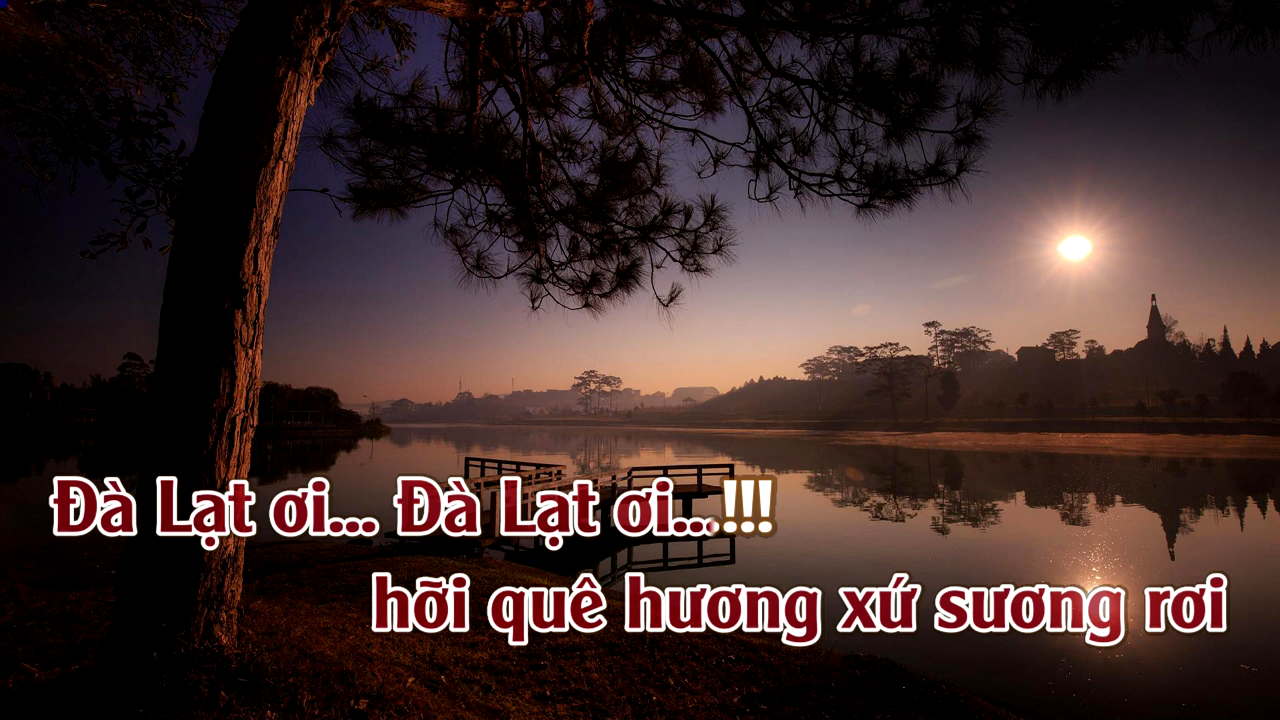 Đà Lạt ơi... Đà Lạt ơi...!!!
hỡi quê hương xứ sương rơi